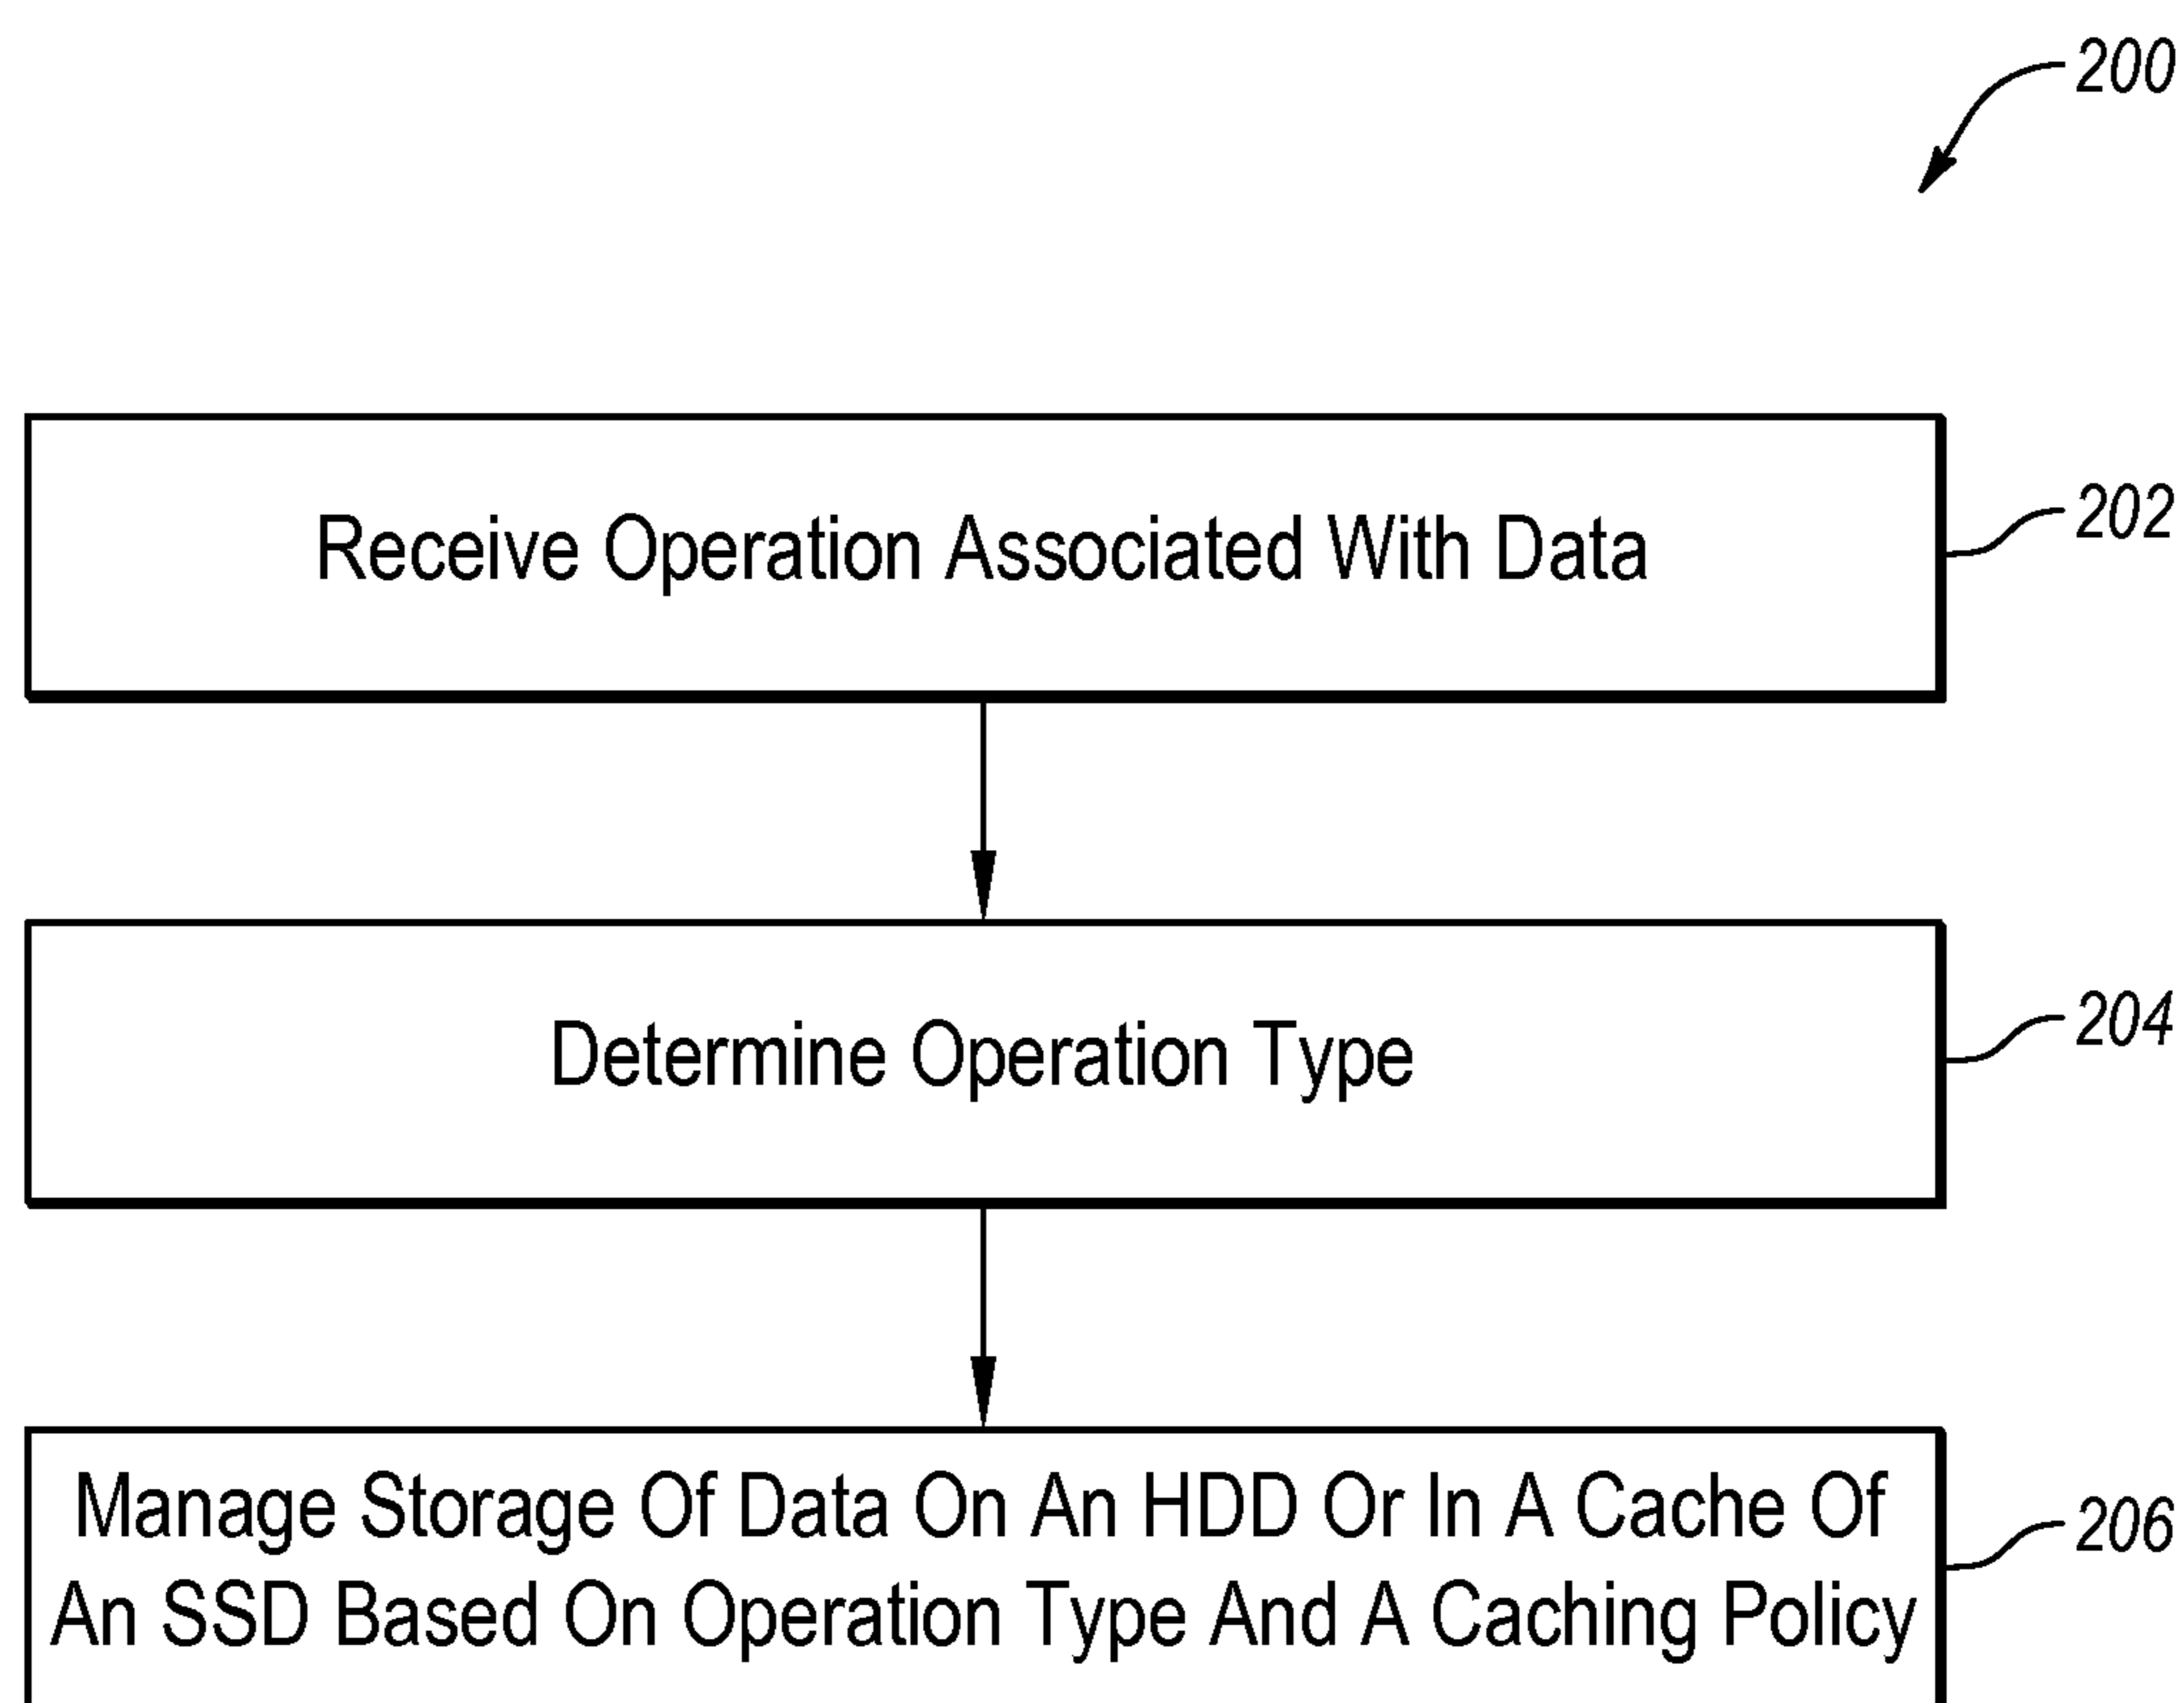 200
Receive Operation Associated With Data
202
Determine Operation Type
204
Manage Storage Of Data On An HDD Or In A Cache Of
An SSD Based On Operation Type And A Caching Policy
206